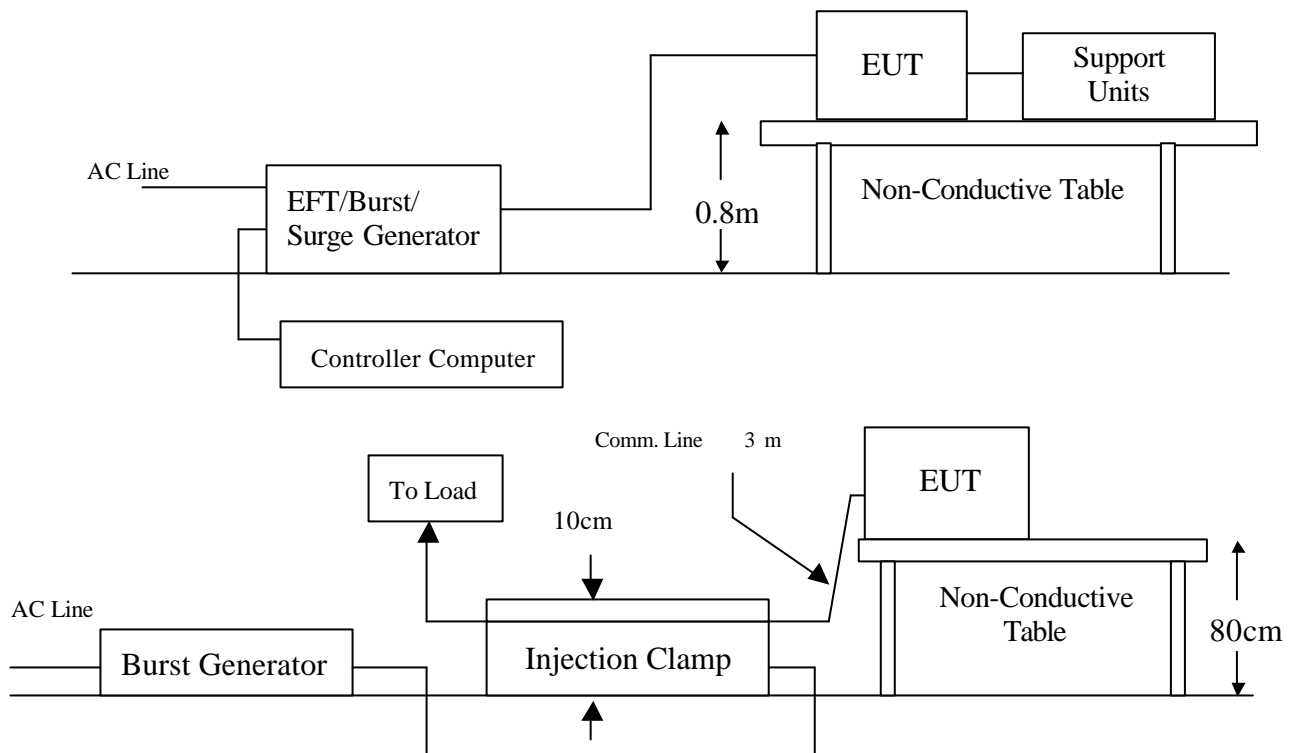 EUT
Support
Units
AC Line
Non-Conductive Table
EFT/Burst/
Surge Generator
0.8m
Controller Computer
Comm. Line 3 m
To Load
EUT
10cm
AC Line
Non-Conductive
Table
80cm
Burst Generator
Injection Clamp